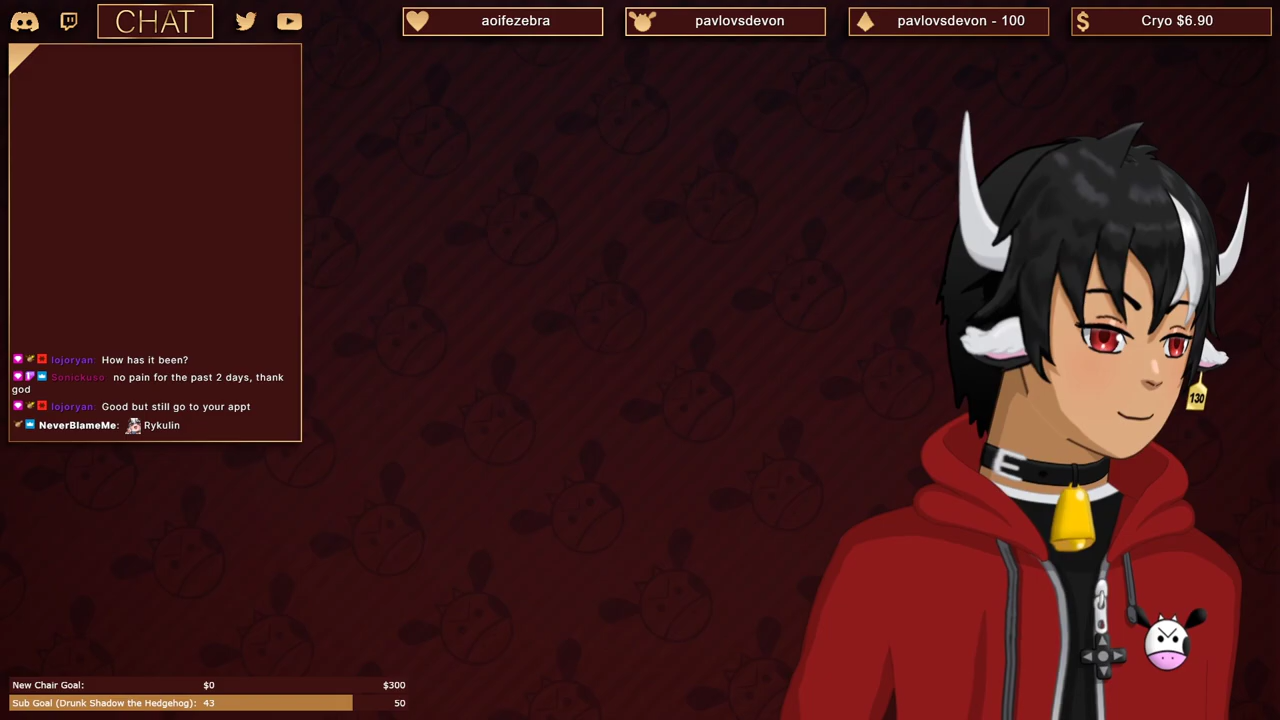 CHAT
aoifezebra
pavlovsdevon
pavlovsdevon - 100
Cryo $6.90
lojoryan: How has it been?
Sonickuso: no pain for the past 2 days, thank
god
lojoryan: Good but still go to your appt
NeverBlameMe: Rykulin
130
New Chair Goal: $0 $300
Sub Goal (Drunk Shadow the Hedgehog): 43 50